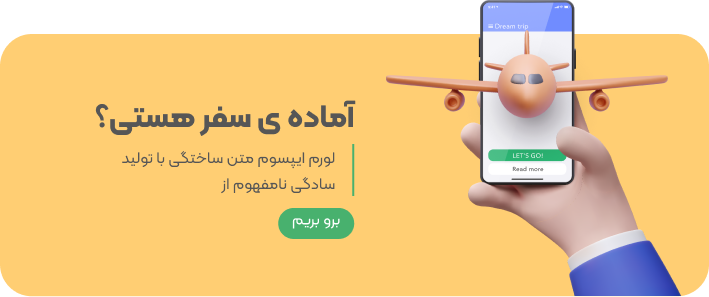 آماده ی سفر هستی؟
لورم ایپسوم متن ساختگی با تولید
سادگی نامفهوم از
برو بریم
Dream trip
LET'S GO!
Read more